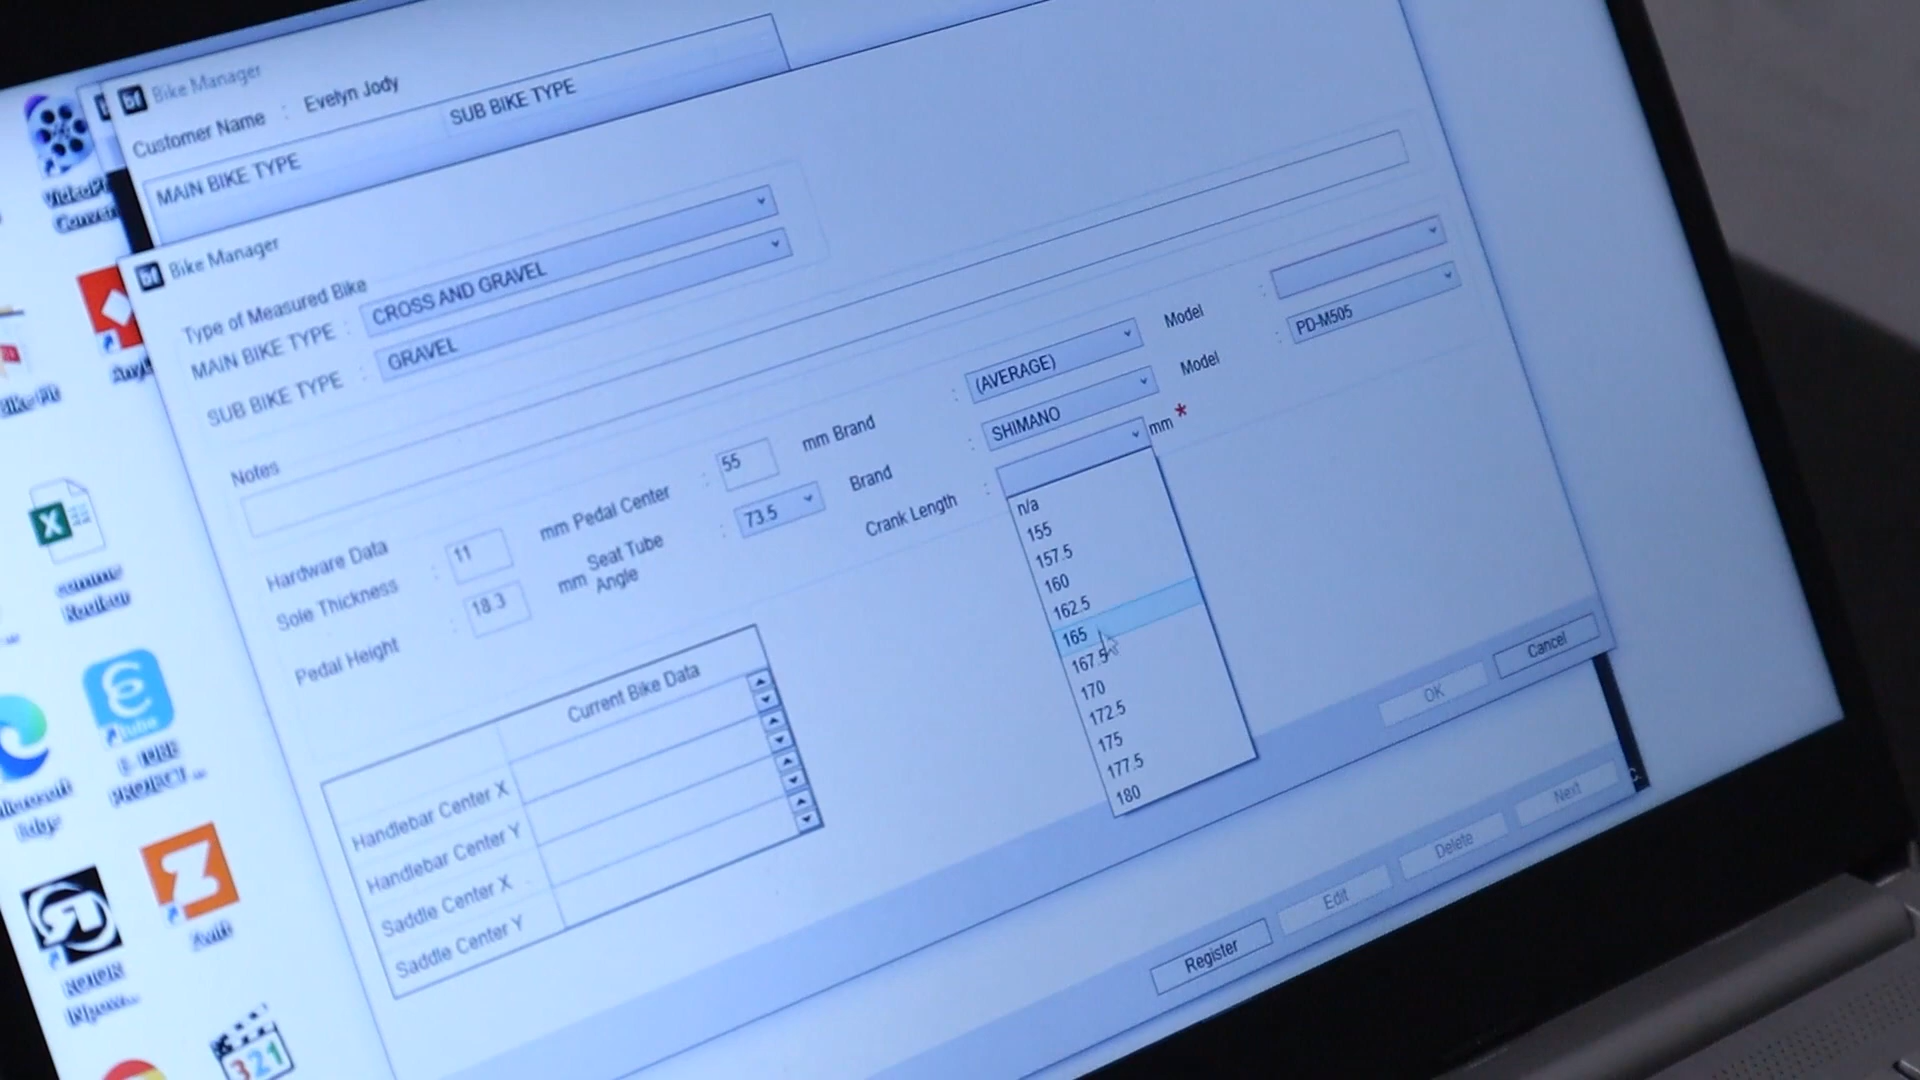 bf Bike Manager
Customer Name : Evelyn Jody
MAIN BIKE TYPE SUB BIKE TYPE
bf Bike Manager
Type of Measured Bike
MAIN BIKE TYPE : CROSS AND GRAVEL
SUB BIKE TYPE : GRAVEL
Notes
Hardware Data
Sole Thickness : 11 mm Pedal Center : 55 mm Brand : (AVERAGE) Model :
Pedal Height : 18.3 mm Seat Tube Angle : 73.5 Brand : SHIMANO Model : PD-M505
Crank Length : mm *
n/a
155
157.5
160
162.5
165
167.5
170
172.5
175
177.5
180
Current Bike Data
Handlebar Center X
Handlebar Center Y
Saddle Center X
Saddle Center Y
OK Cancel
Register Edit Delete Next
321